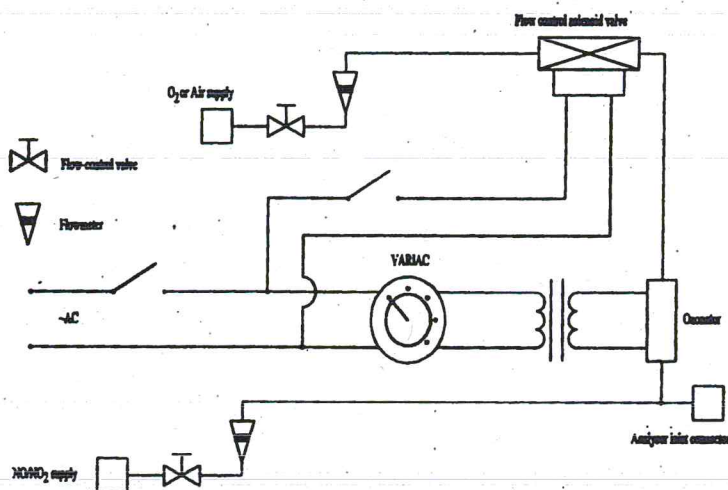 Flow control solenoid valve
O₂ or Air supply
Flow-control valve
Flowmeter
VARIAC
~AC
Ozonator
Analyser inlet connector
NO/NO₂ supply